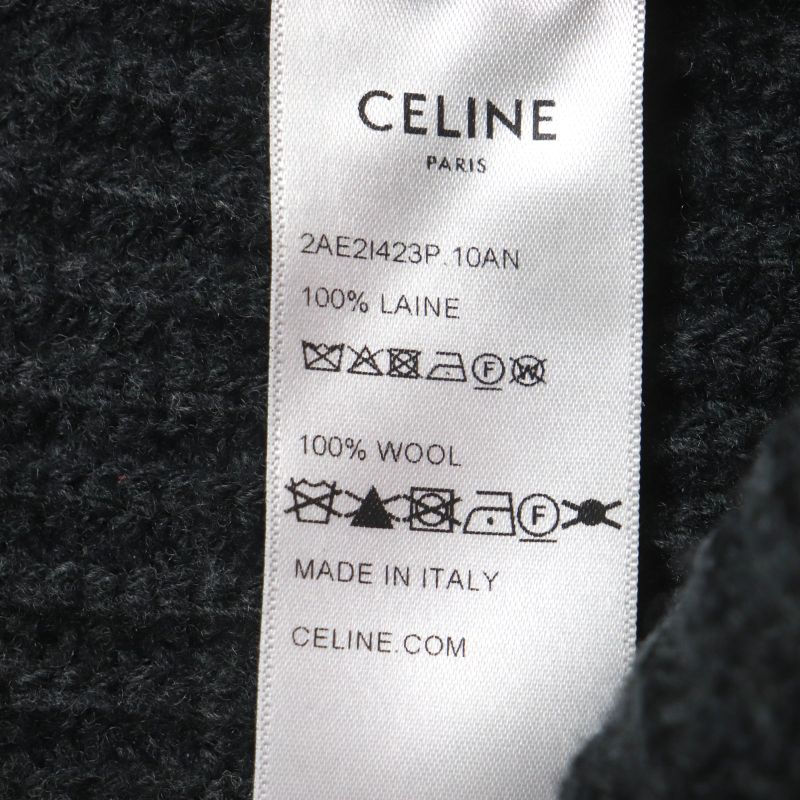 CELINE
PARIS
2AE2I423P.10AN
100% LAINE
F W
100% WOOL
F
MADE IN ITALY
CELINE.COM